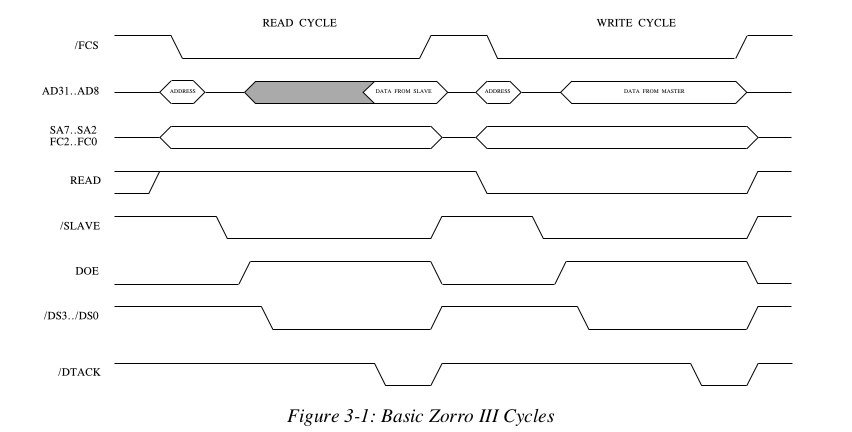 READ CYCLE
WRITE CYCLE
/FCS
AD31..AD8
ADDRESS
DATA FROM SLAVE
ADDRESS
DATA FROM MASTER
SA7..SA2
FC2..FC0
READ
/SLAVE
DOE
/DS3../DS0
/DTACK
Figure 3-1: Basic Zorro III Cycles